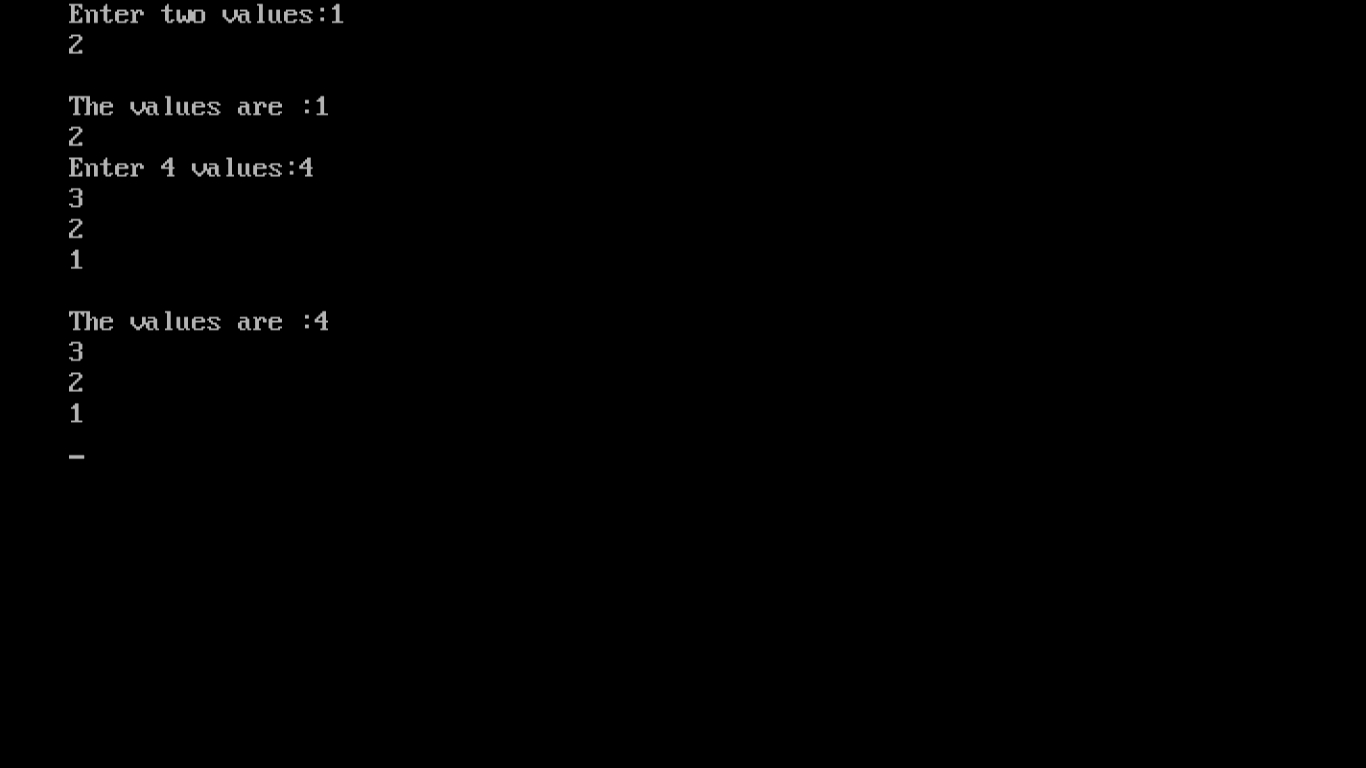 Enter two values:1
2
The values are :1
2
Enter 4 values:4
3
2
1
The values are :4
3
2
1
_